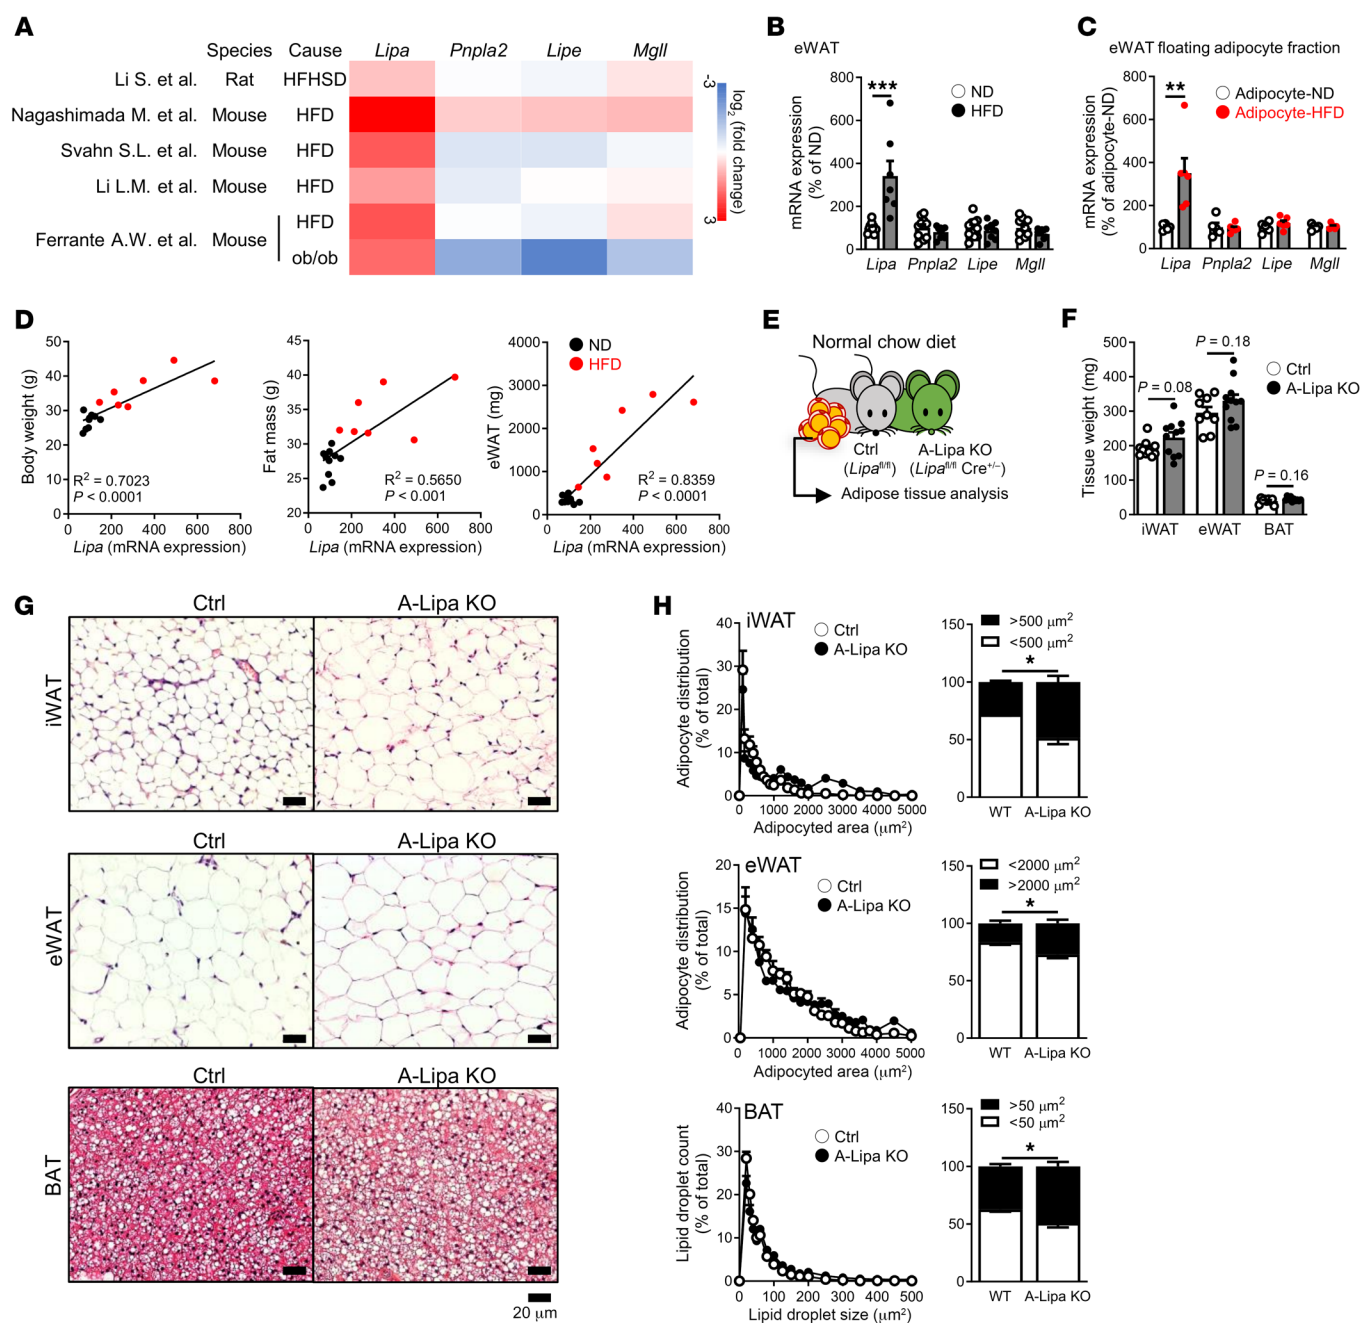 A
Species Cause Lipa Pnpla2 Lipe Mgll
Li S. et al. Rat HFHSD
Nagashimada M. et al. Mouse HFD
Svahn S.L. et al. Mouse HFD
Li L.M. et al. Mouse HFD
Ferrante A.W. et al. Mouse HFD
ob/ob
-3
log2 (fold change)
3
B
eWAT
mRNA expression
(% of ND)
800
600
400
200
0
***
ND
HFD
Lipa Pnpla2 Lipe Mgll
C
eWAT floating adipocyte fraction
mRNA expression
(% of adipocyte-ND)
800
600
400
200
0
**
Adipocyte-ND
Adipocyte-HFD
Lipa Pnpla2 Lipe Mgll
D
Body weight (g)
50
40
30
20
10
0
R2 = 0.7023
P < 0.0001
0 200 400 600 800
Lipa (mRNA expression)
Fat mass (g)
45
40
35
30
25
20
R2 = 0.5650
P < 0.001
0 200 400 600 800
Lipa (mRNA expression)
eWAT (mg)
4000
3000
2000
1000
0
ND
HFD
R2 = 0.8359
P < 0.0001
0 200 400 600 800
Lipa (mRNA expression)
E
Normal chow diet
Ctrl A-Lipa KO
(Lipafl/fl) (Lipafl/fl Cre+/–)
Adipose tissue analysis
F
Tissue weight (mg)
500
400
300
200
100
0
P = 0.08
P = 0.18
P = 0.16
Ctrl
A-Lipa KO
iWAT eWAT BAT
G
Ctrl A-Lipa KO
iWAT
Ctrl A-Lipa KO
eWAT
Ctrl A-Lipa KO
BAT
20 μm
H
iWAT
Adipocyte distribution
(% of total)
40
30
20
10
0
Ctrl
A-Lipa KO
0 1000 2000 3000 4000 5000
Adipocyted area (μm2)
>500 μm2
<500 μm2
150
100
50
0
*
WT A-Lipa KO
eWAT
Adipocyte distribution
(% of total)
20
15
10
5
0
Ctrl
A-Lipa KO
0 1000 2000 3000 4000 5000
Adipocyted area (μm2)
<2000 μm2
>2000 μm2
150
100
50
0
*
WT A-Lipa KO
BAT
Lipid droplet count
(% of total)
40
30
20
10
0
Ctrl
A-Lipa KO
0 100 200 300 400 500
Lipid droplet size (μm2)
>50 μm2
<50 μm2
150
100
50
0
*
WT A-Lipa KO